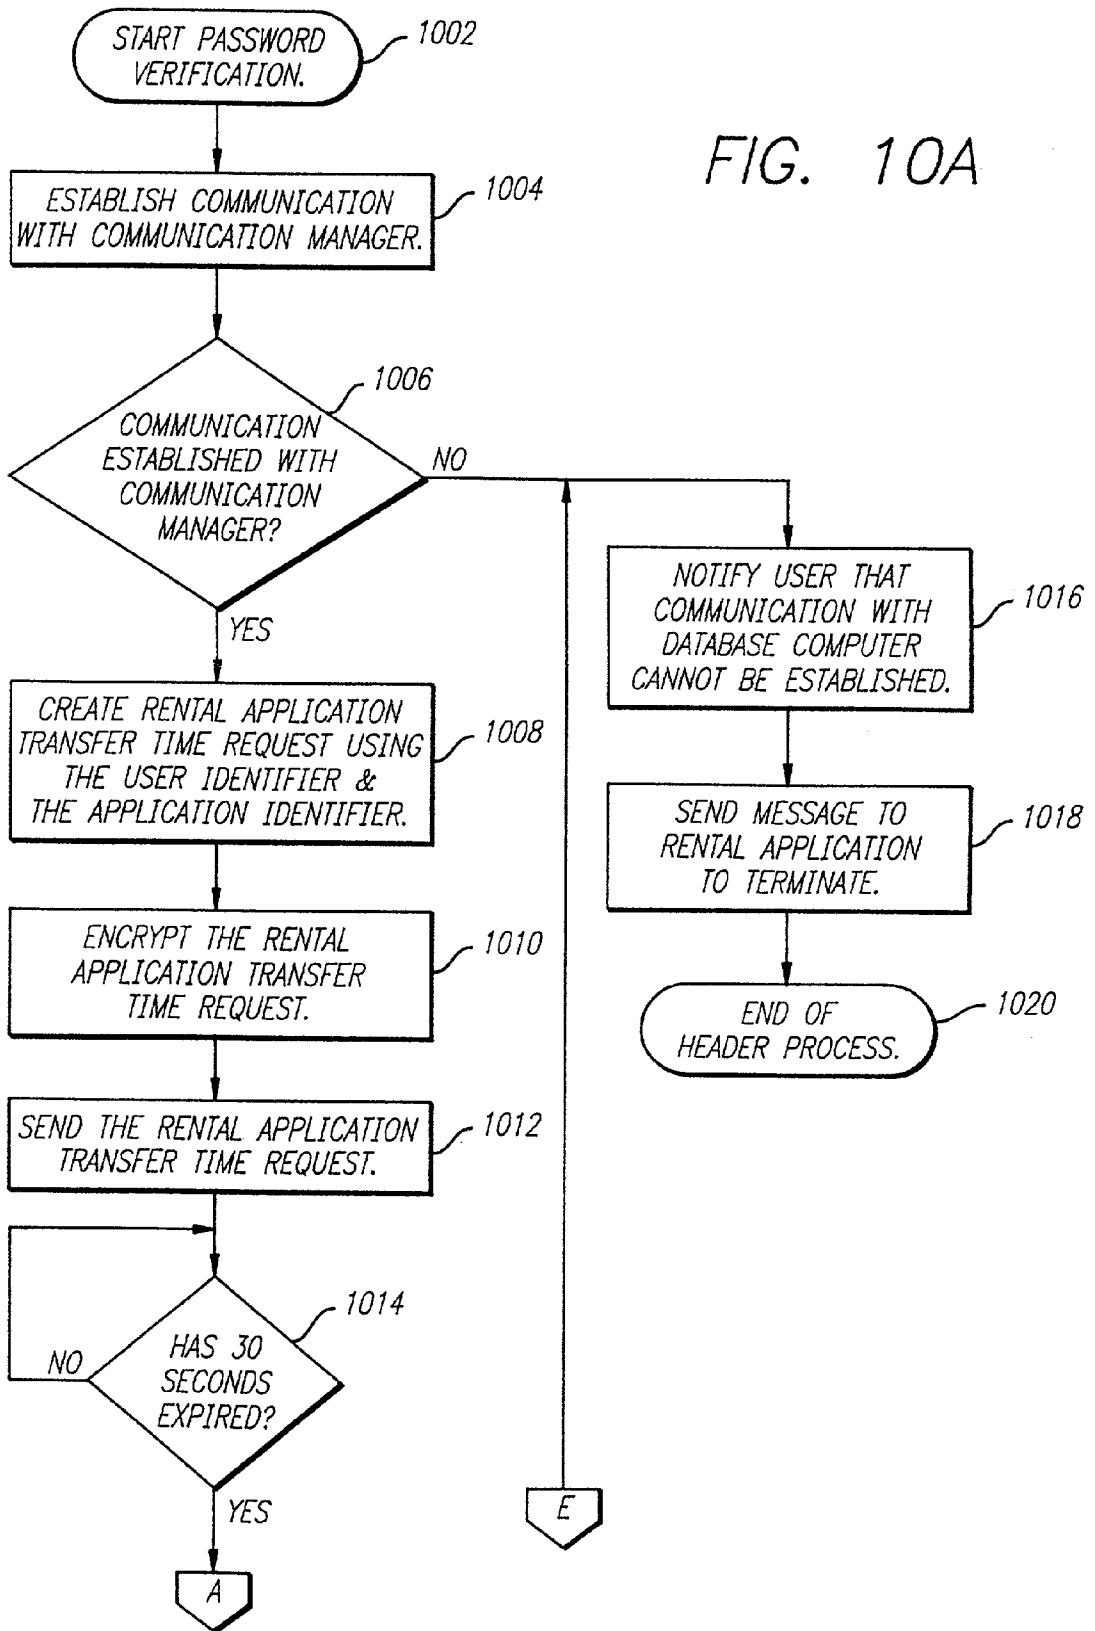 START PASSWORD
VERIFICATION.
1002
FIG. 10A
ESTABLISH COMMUNICATION
WITH COMMUNICATION MANAGER.
1004
COMMUNICATION
ESTABLISHED WITH
COMMUNICATION
MANAGER?
1006
NO
YES
NOTIFY USER THAT
COMMUNICATION WITH
DATABASE COMPUTER
CANNOT BE ESTABLISHED.
1016
CREATE RENTAL APPLICATION
TRANSFER TIME REQUEST USING
THE USER IDENTIFIER &
THE APPLICATION IDENTIFIER.
1008
SEND MESSAGE TO
RENTAL APPLICATION
TO TERMINATE.
1018
ENCRYPT THE RENTAL
APPLICATION TRANSFER
TIME REQUEST.
1010
END OF
HEADER PROCESS.
1020
SEND THE RENTAL APPLICATION
TRANSFER TIME REQUEST.
1012
HAS 30
SECONDS
EXPIRED?
1014
NO
YES
E
A